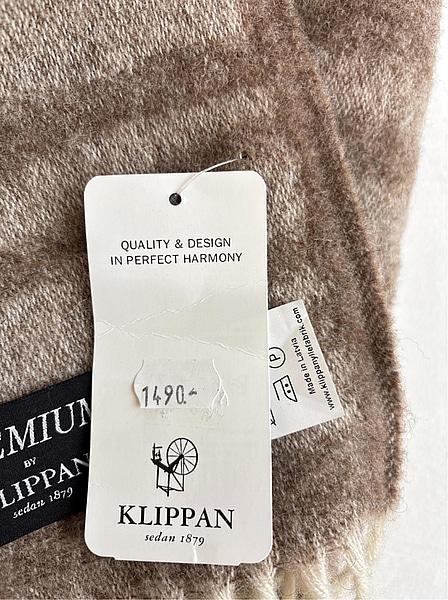 QUALITY & DESIGN
IN PERFECT HARMONY
1490.-
KLIPPAN
sedan 1879
EMIUM
BY
LIPPAN
sedan 1879
P
Made in Latvia
www.klippanyllefabrik.com